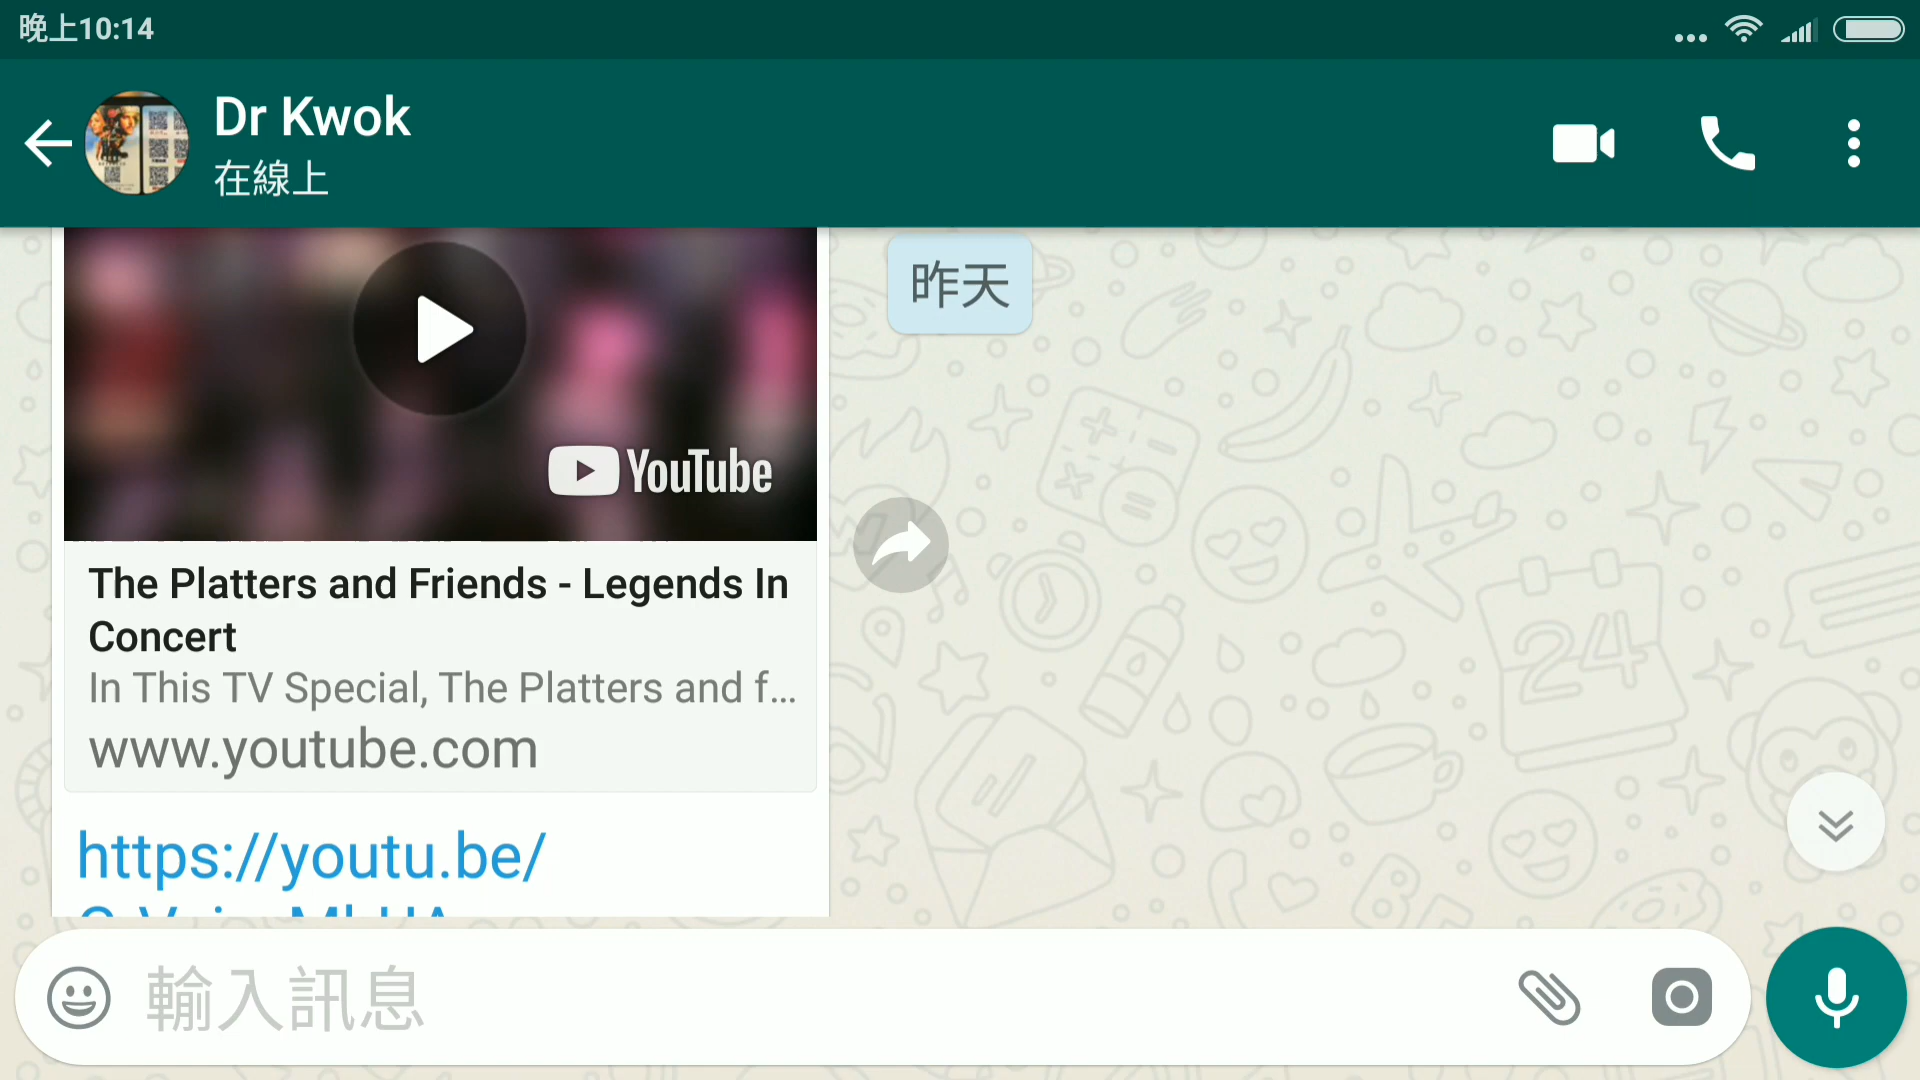 晚上10:14
Dr Kwok
在線上
昨天
YouTube
The Platters and Friends - Legends In
Concert
In This TV Special, The Platters and f...
www.youtube.com
https://youtu.be/
輸入訊息